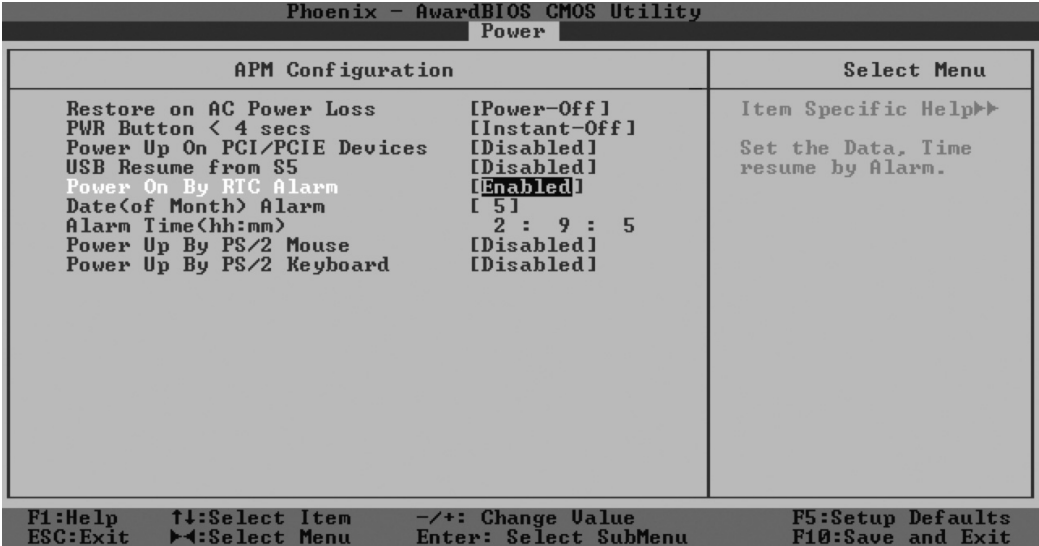 Phoenix - AwardBIOS CMOS Utility
Power
APM Configuration
Select Menu
Restore on AC Power Loss [Power-Off]
PWR Button < 4 secs [Instant-Off]
Power Up On PCI/PCIE Devices [Disabled]
USB Resume from S5 [Disabled]
Power On By RTC Alarm [Enabled]
Date(of Month) Alarm [ 5]
Alarm Time(hh:mm) 2 : 9 : 5
Power Up By PS/2 Mouse [Disabled]
Power Up By PS/2 Keyboard [Disabled]
Item Specific Help▶▶
Set the Data, Time
resume by Alarm.
F1:Help ↑↓:Select Item -/+: Change Value F5:Setup Defaults
ESC:Exit ►◄:Select Menu Enter: Select SubMenu F10:Save and Exit